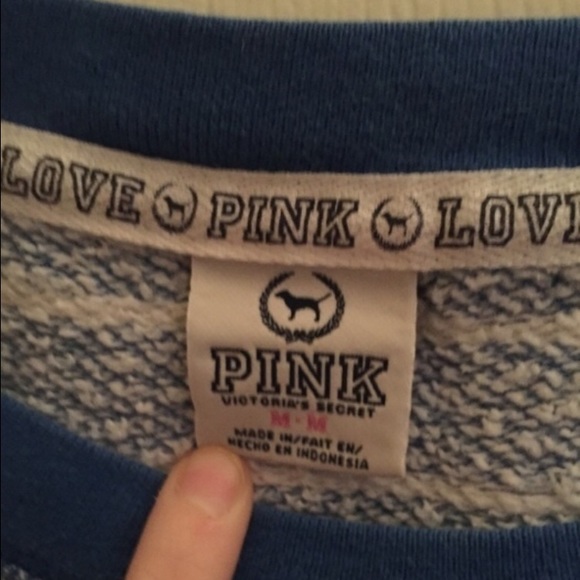 LOVE PINK LOVE
PINK
VICTORIA'S SECRET
M · M
MADE IN/FAIT EN/
HECHO EN INDONESIA